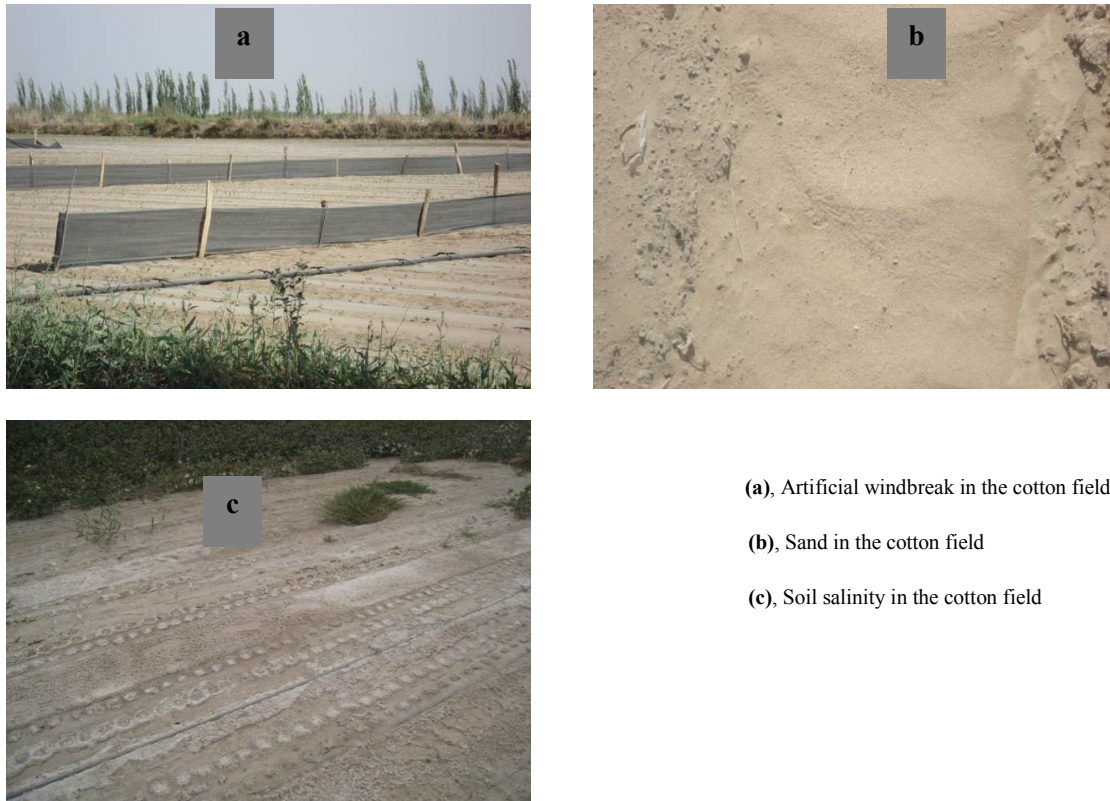 a
b
c
(a), Artificial windbreak in the cotton field
(b), Sand in the cotton field
(c), Soil salinity in the cotton field